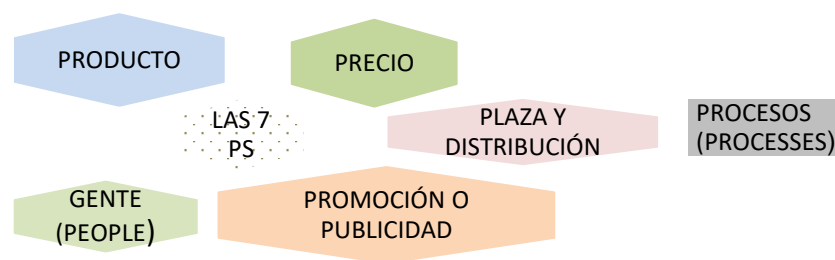 PRODUCTO
PRECIO
LAS 7
PS
PLAZA Y
DISTRIBUCIÓN
PROCESOS
(PROCESSES)
GENTE
(PEOPLE)
PROMOCIÓN O
PUBLICIDAD